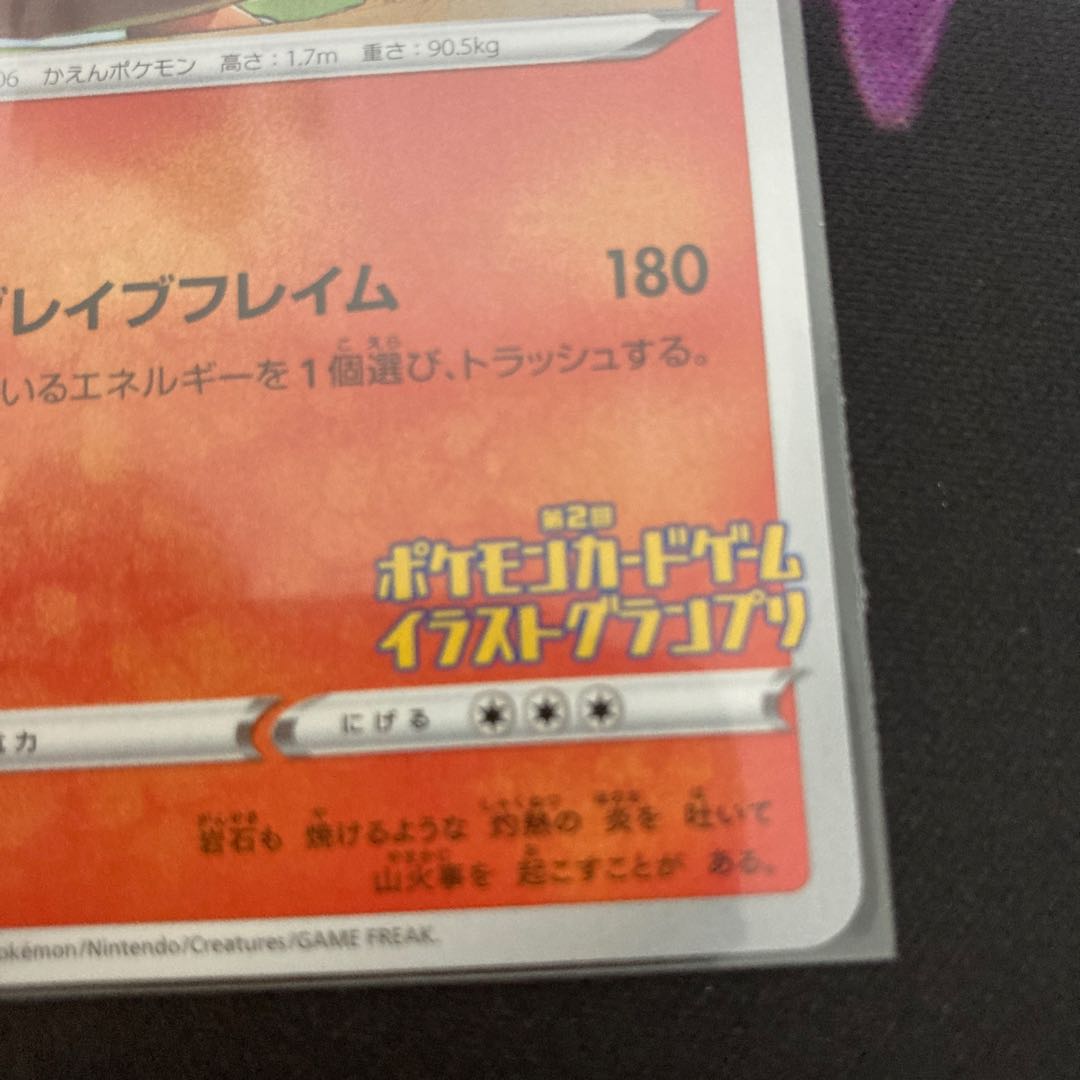 06 かえんポケモン 高さ：1.7m 重さ：90.5kg
ブレイブフレイム 180
いるエネルギーを1個選び、トラッシュする。
第2回
ポケモンカードゲーム
イラストグランプリ
抗力 にげる
岩石も 焼けるような 灼熱の 炎を 吐いて
山火事を 起こすことが ある。
okémon/Nintendo/Creatures/GAME FREAK.